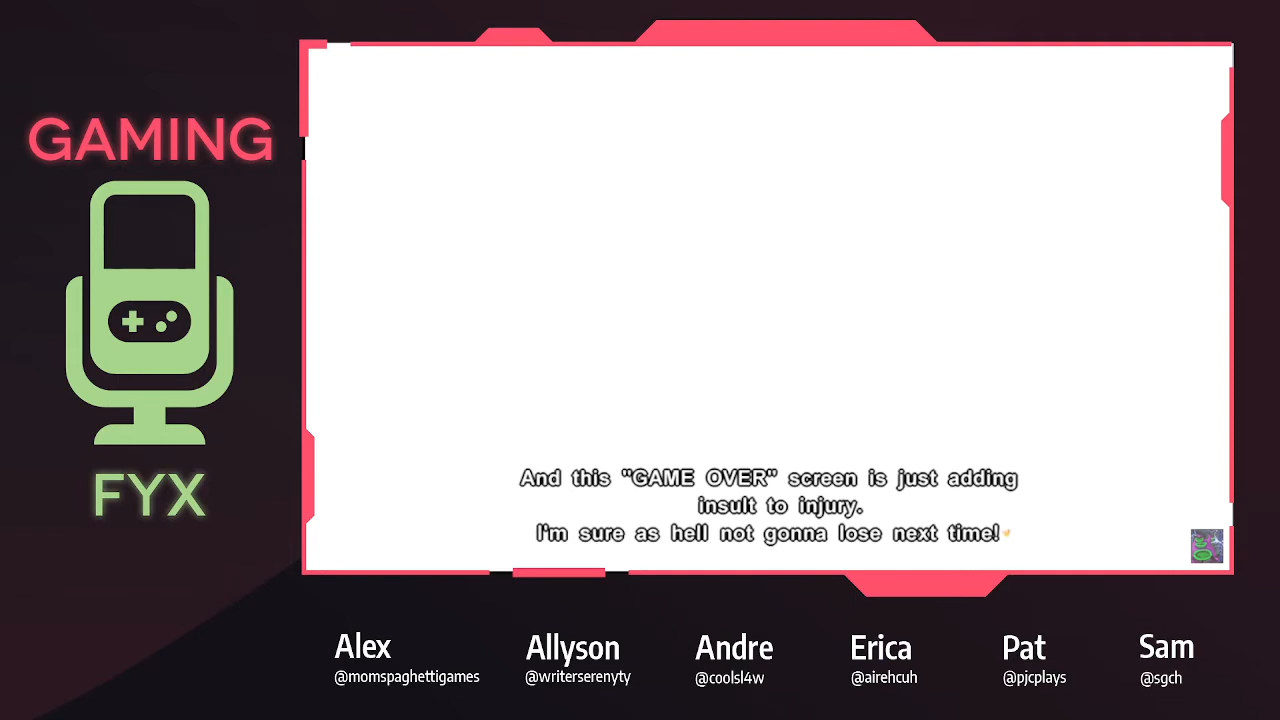 GAMING
FYX
And this "GAME OVER" screen is just adding
insult to injury.
I'm sure as hell not gonna lose next time!
Alex
@momspaghettigames
Allyson
@writerserenyty
Andre
@coolsl4w
Erica
@airehcuh
Pat
@pjcplays
Sam
@sgch